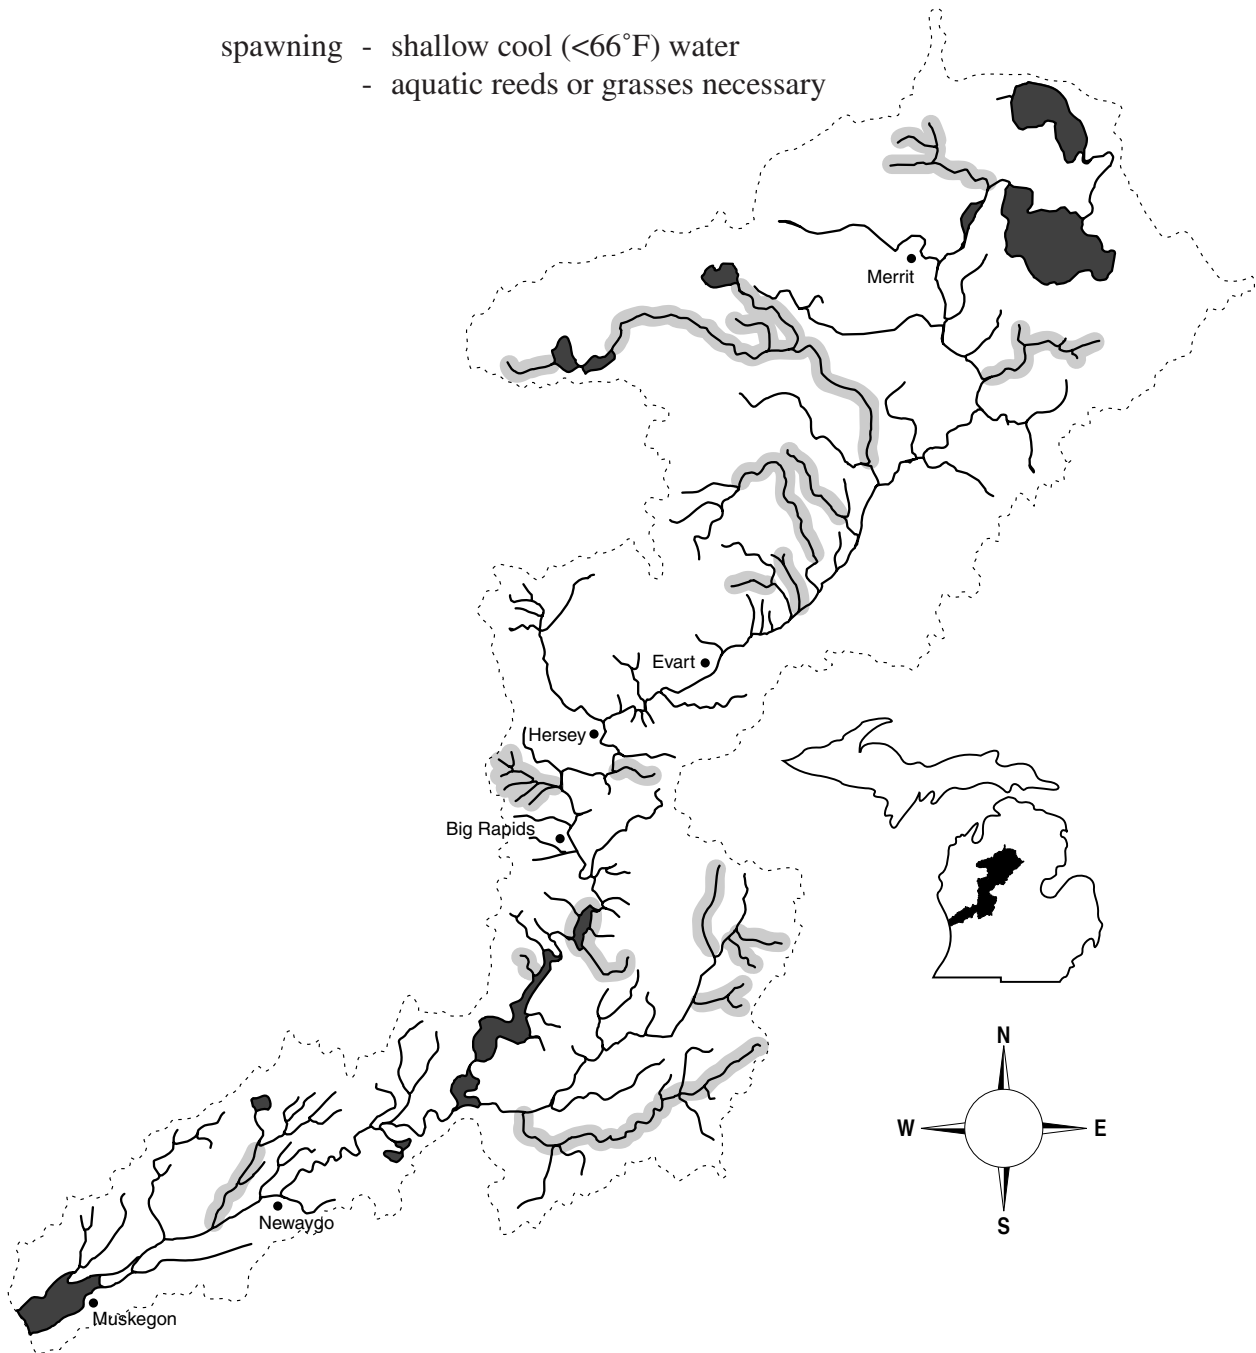 spawning - shallow cool (<66˚F) water
- aquatic reeds or grasses necessary
Merrit
Evart
Hersey
Big Rapids
N
W
E
S
Newaygo
Muskegon